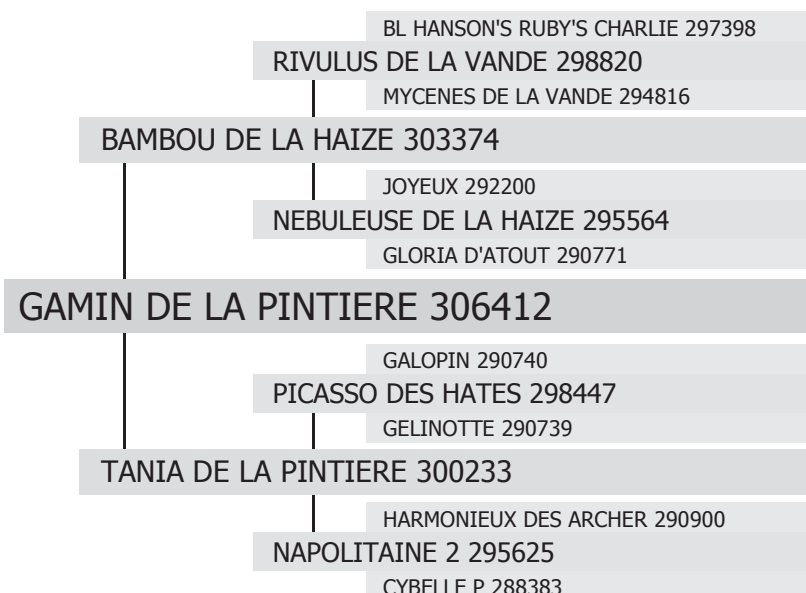 BL HANSON'S RUBY'S CHARLIE 297398
RIVULUS DE LA VANDE 298820
MYCENES DE LA VANDE 294816
BAMBOU DE LA HAIZE 303374
JOYEUX 292200
NEBULEUSE DE LA HAIZE 295564
GLORIA D'ATOUT 290771
GAMIN DE LA PINTIERE 306412
GALOPIN 290740
PICASSO DES HATES 298447
GELINOTTE 290739
TANIA DE LA PINTIERE 300233
HARMONIEUX DES ARCHER 290900
NAPOLITAINE 2 295625
CYBELLE P 288383